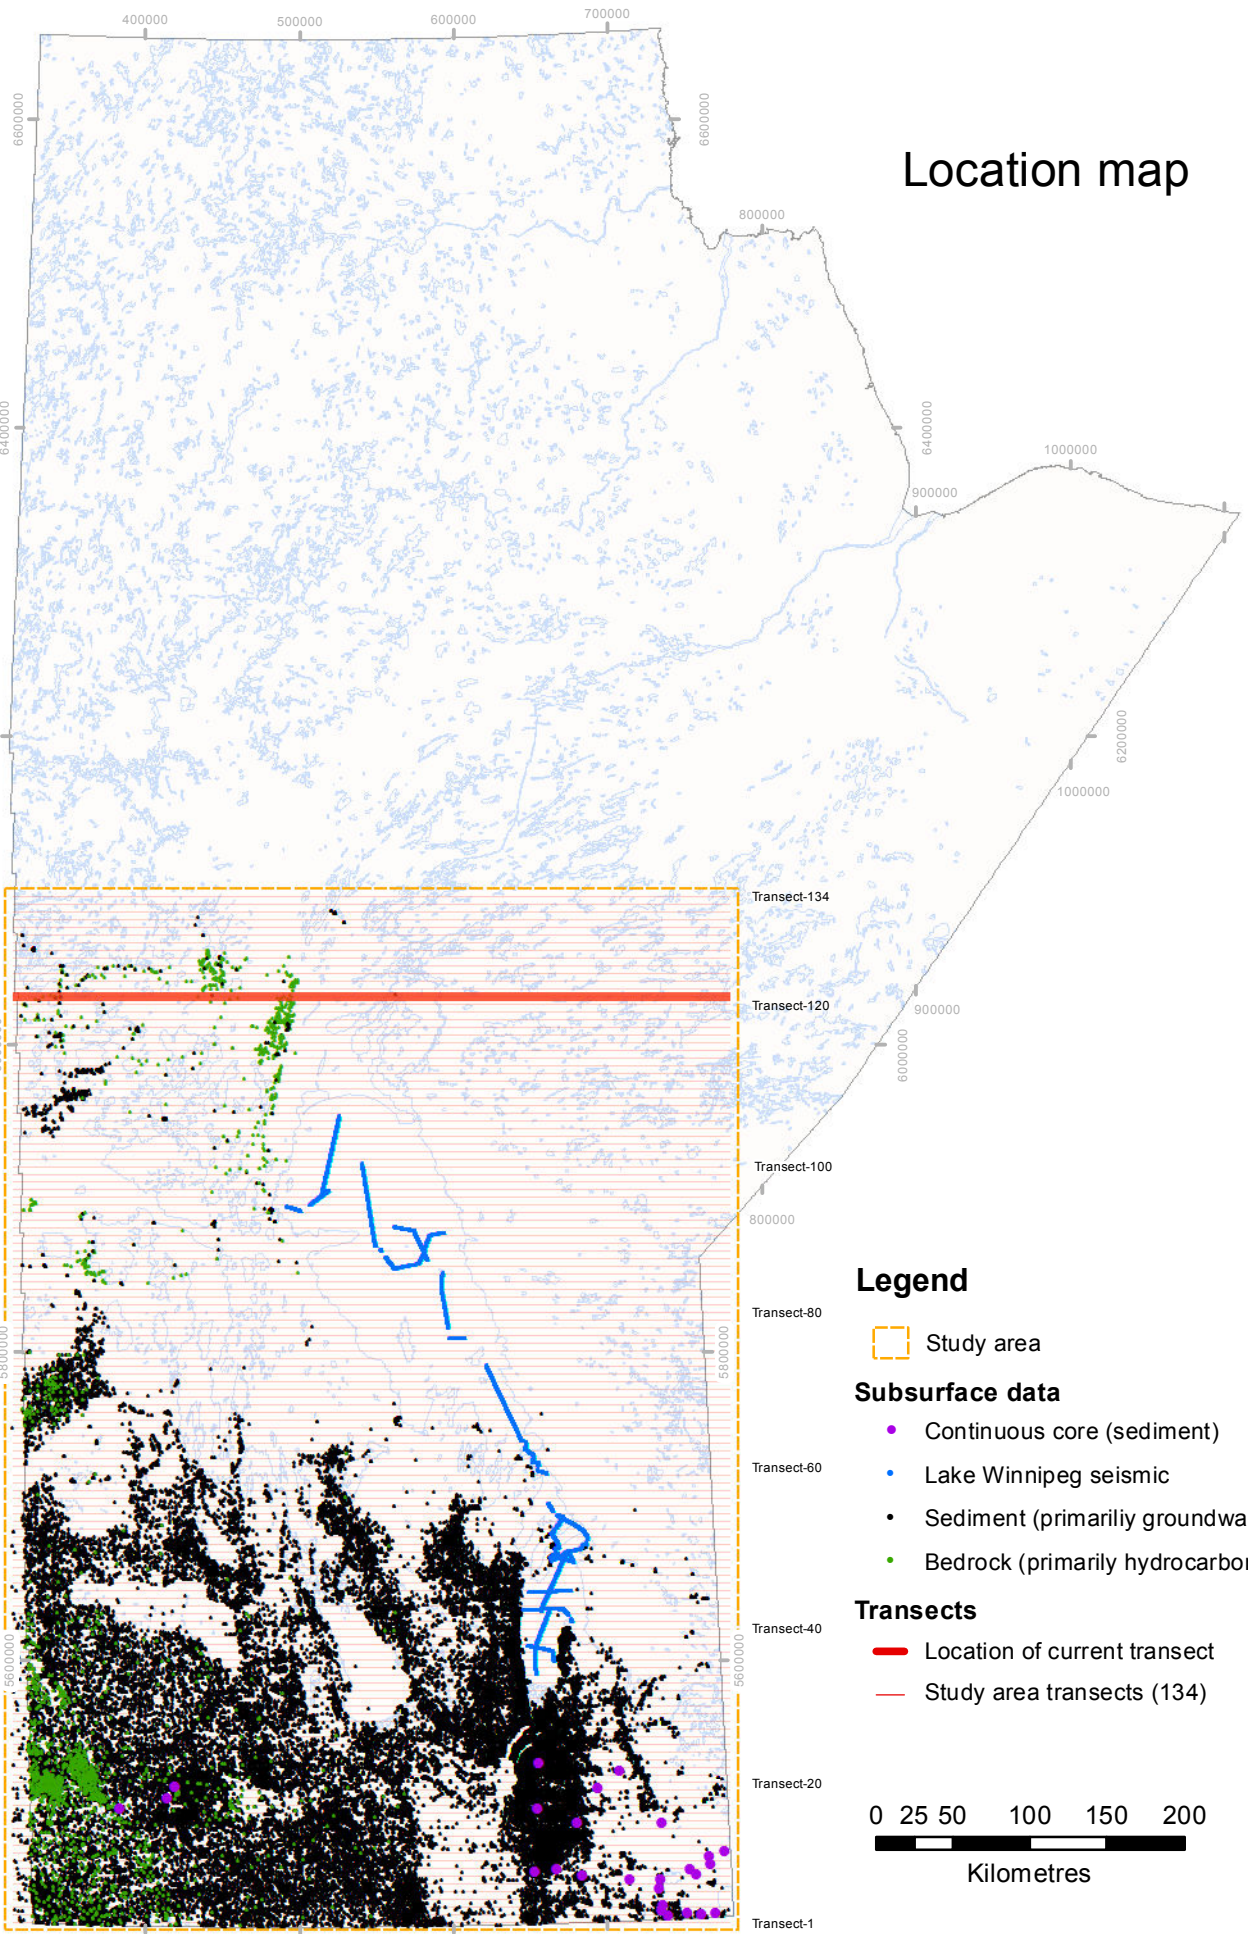 400000
500000
600000
700000
6600000
6600000
Location map
800000
6400000
6400000
1000000
900000
6200000
1000000
Transect-134
Transect-120
900000
6000000
Transect-100
800000
Legend
Transect-80
5800000
5800000
Study area
Subsurface data
Continuous core (sediment)
Transect-60
Lake Winnipeg seismic
Sediment (primariliy groundwa
Bedrock (primarily hydrocarbon
Transects
Transect-40
5600000
5600000
Location of current transect
Study area transects (134)
Transect-20
0 25 50 100 150 200
Kilometres
Transect-1